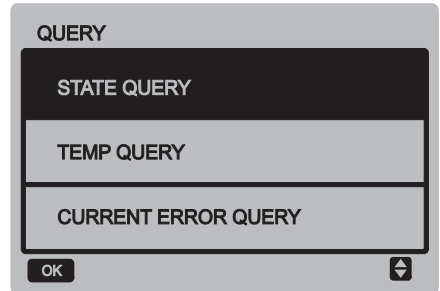 QUERY
STATE QUERY
TEMP QUERY
CURRENT ERROR QUERY
OK